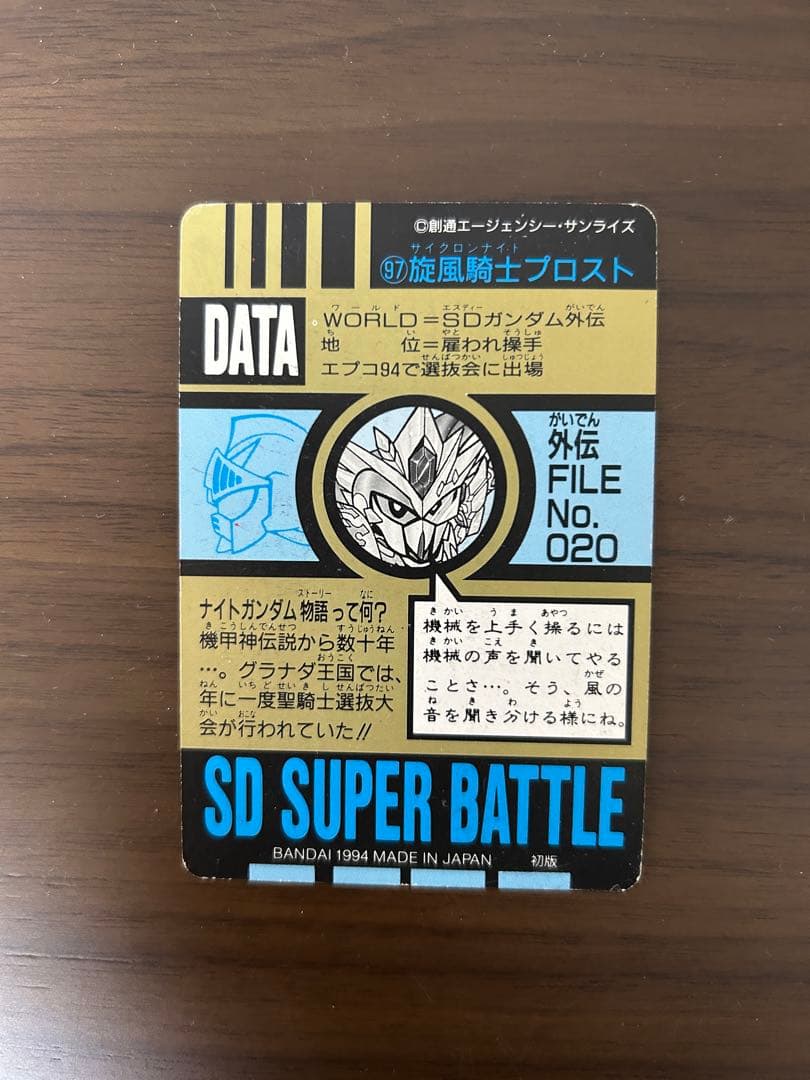 ©創通エージェンシー・サンライズ
サイクロンナイト
97旋風騎士プロスト
DATA
ワールド エスディー がいでん
WORLD=SDガンダム外伝
ちい やと そうしゅ
地位=雇われ操手
せんばつかい しゅつじょう
エプコ94で選抜会に出場
がいでん
外伝
FILE
No.
020
ストーリー なに
ナイトガンダム物語って何?
きこうしんでんせつ すうじゅうねん
機甲神伝説から数十年
おうこく
…。グラナダ王国では、
ねん いちどせいきしせんばつたい
年に一度聖騎士選抜大
かい おこな
会が行われていた!!
きかい うま あやつ
機械を上手く操るには
きかい こえ き
機械の声を聞いてやる
かぜ
ことさ…。そう、風の
ね き わ よう
音を聞き分ける様にね。
SD SUPER BATTLE
BANDAI 1994 MADE IN JAPAN 初版